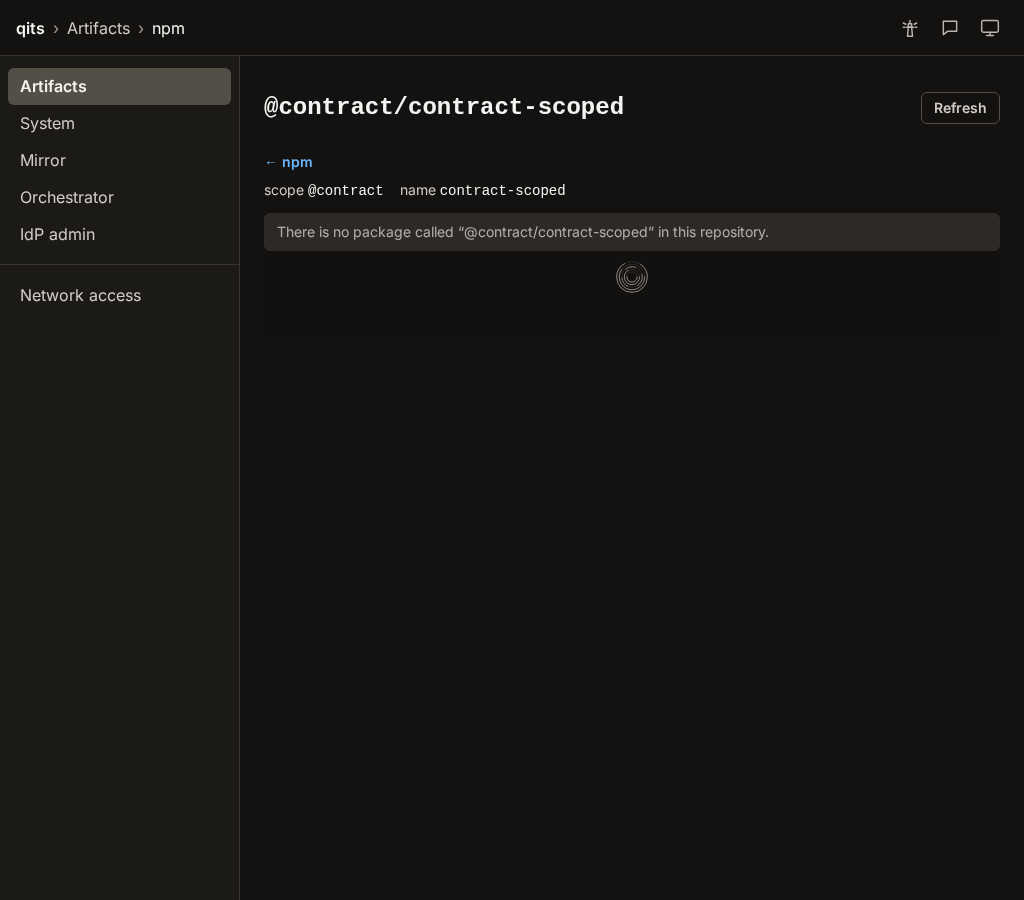 qits › Artifacts › npm
Artifacts
System
Mirror
Orchestrator
IdP admin
Network access
@contract/contract-scoped
Refresh
← npm
scope @contract name contract-scoped
There is no package called “@contract/contract-scoped” in this repository.